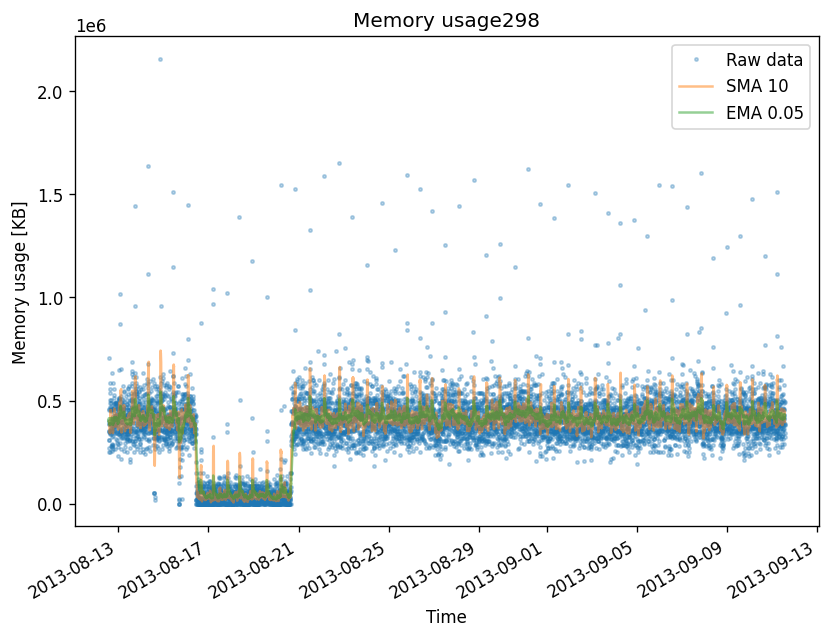 Memory usage298
1e6
Raw data
SMA 10
EMA 0.05
2.0
1.5
1.0
0.5
0.0
Memory usage [KB]
2013-08-13
2013-08-17
2013-08-21
2013-08-25
2013-08-29
2013-09-01
2013-09-05
2013-09-09
2013-09-13
Time